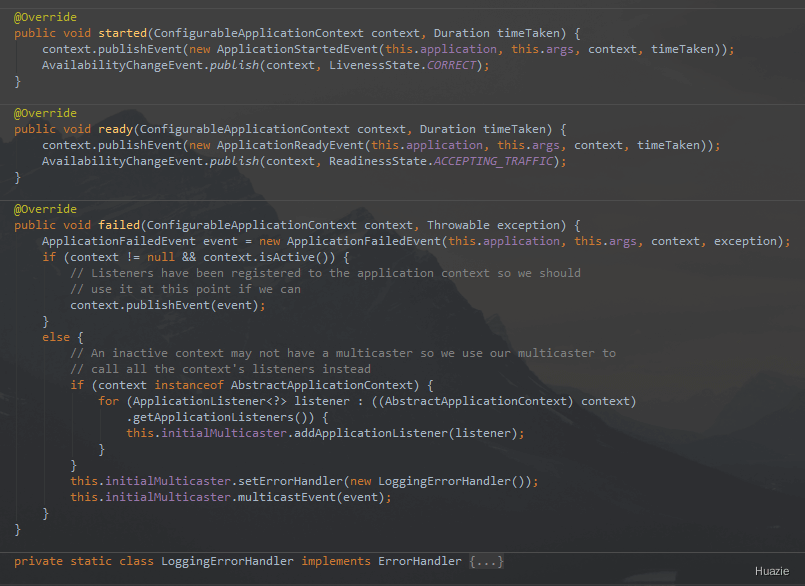 @Override
public void started(ConfigurableApplicationContext context, Duration timeTaken) {
    context.publishEvent(new ApplicationStartedEvent(this.application, this.args, context, timeTaken));
    AvailabilityChangeEvent.publish(context, LivenessState.CORRECT);
}
@Override
public void ready(ConfigurableApplicationContext context, Duration timeTaken) {
    context.publishEvent(new ApplicationReadyEvent(this.application, this.args, context, timeTaken));
    AvailabilityChangeEvent.publish(context, ReadinessState.ACCEPTING_TRAFFIC);
}
@Override
public void failed(ConfigurableApplicationContext context, Throwable exception) {
    ApplicationFailedEvent event = new ApplicationFailedEvent(this.application, this.args, context, exception);
    if (context != null && context.isActive()) {
        // Listeners have been registered to the application context so we should
        // use it at this point if we can
        context.publishEvent(event);
    }
    else {
        // An inactive context may not have a multicaster so we use our multicaster to
        // call all the context's listeners instead
        if (context instanceof AbstractApplicationContext) {
            for (ApplicationListener<?> listener : ((AbstractApplicationContext) context)
                .getApplicationListeners()) {
                this.initialMulticaster.addApplicationListener(listener);
            }
        }
        this.initialMulticaster.setErrorHandler(new LoggingErrorHandler());
        this.initialMulticaster.multicastEvent(event);
    }
}
private static class LoggingErrorHandler implements ErrorHandler {...}
Huazie